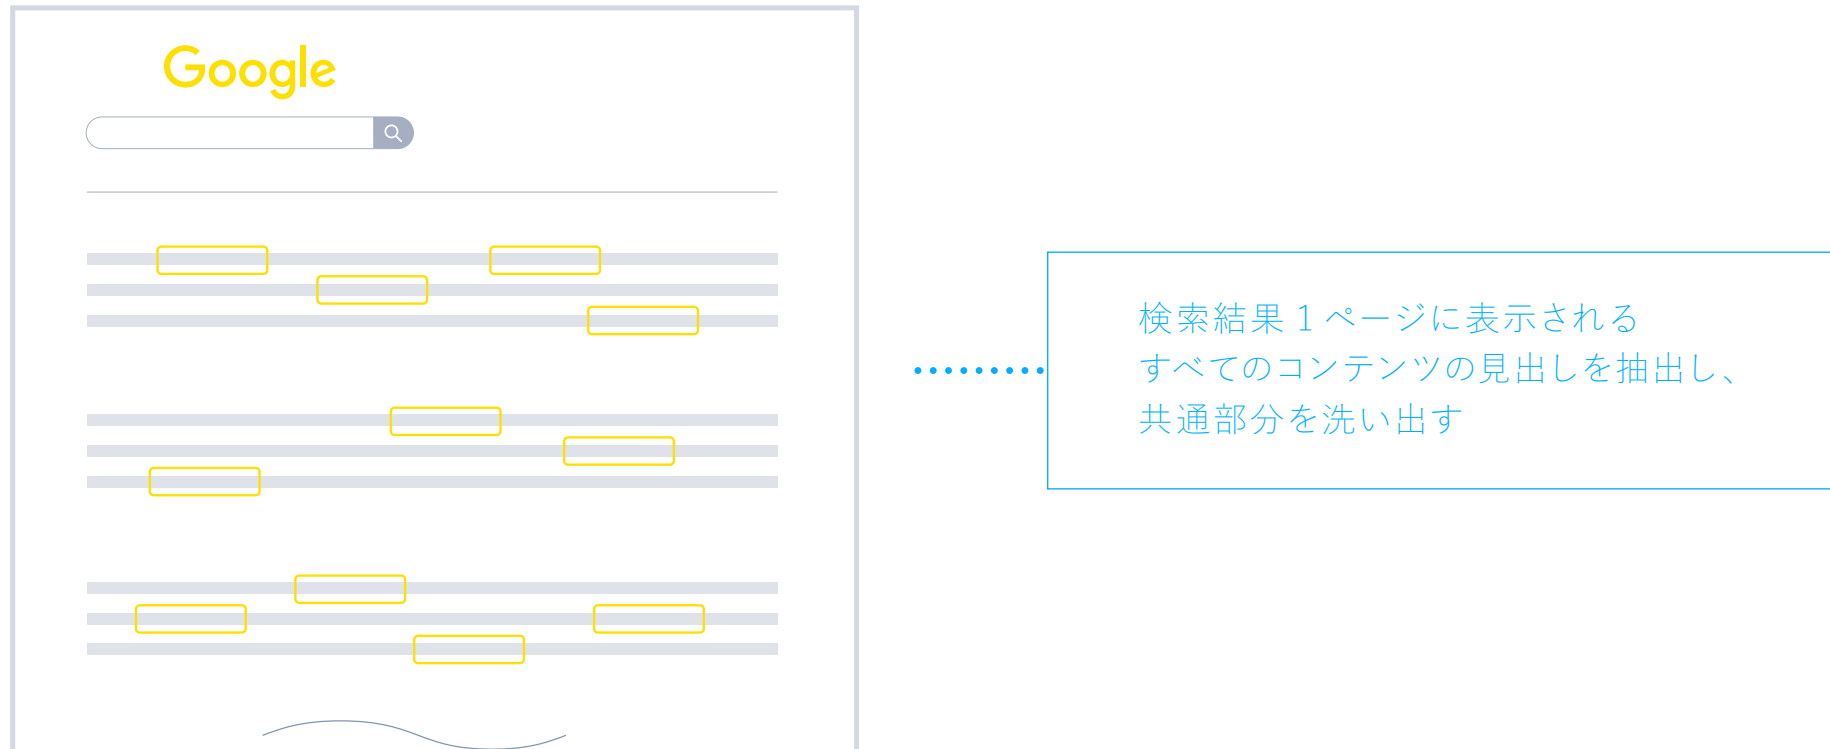 Google
検索結果1ページに表示される
すべてのコンテンツの見出しを抽出し、
共通部分を洗い出す